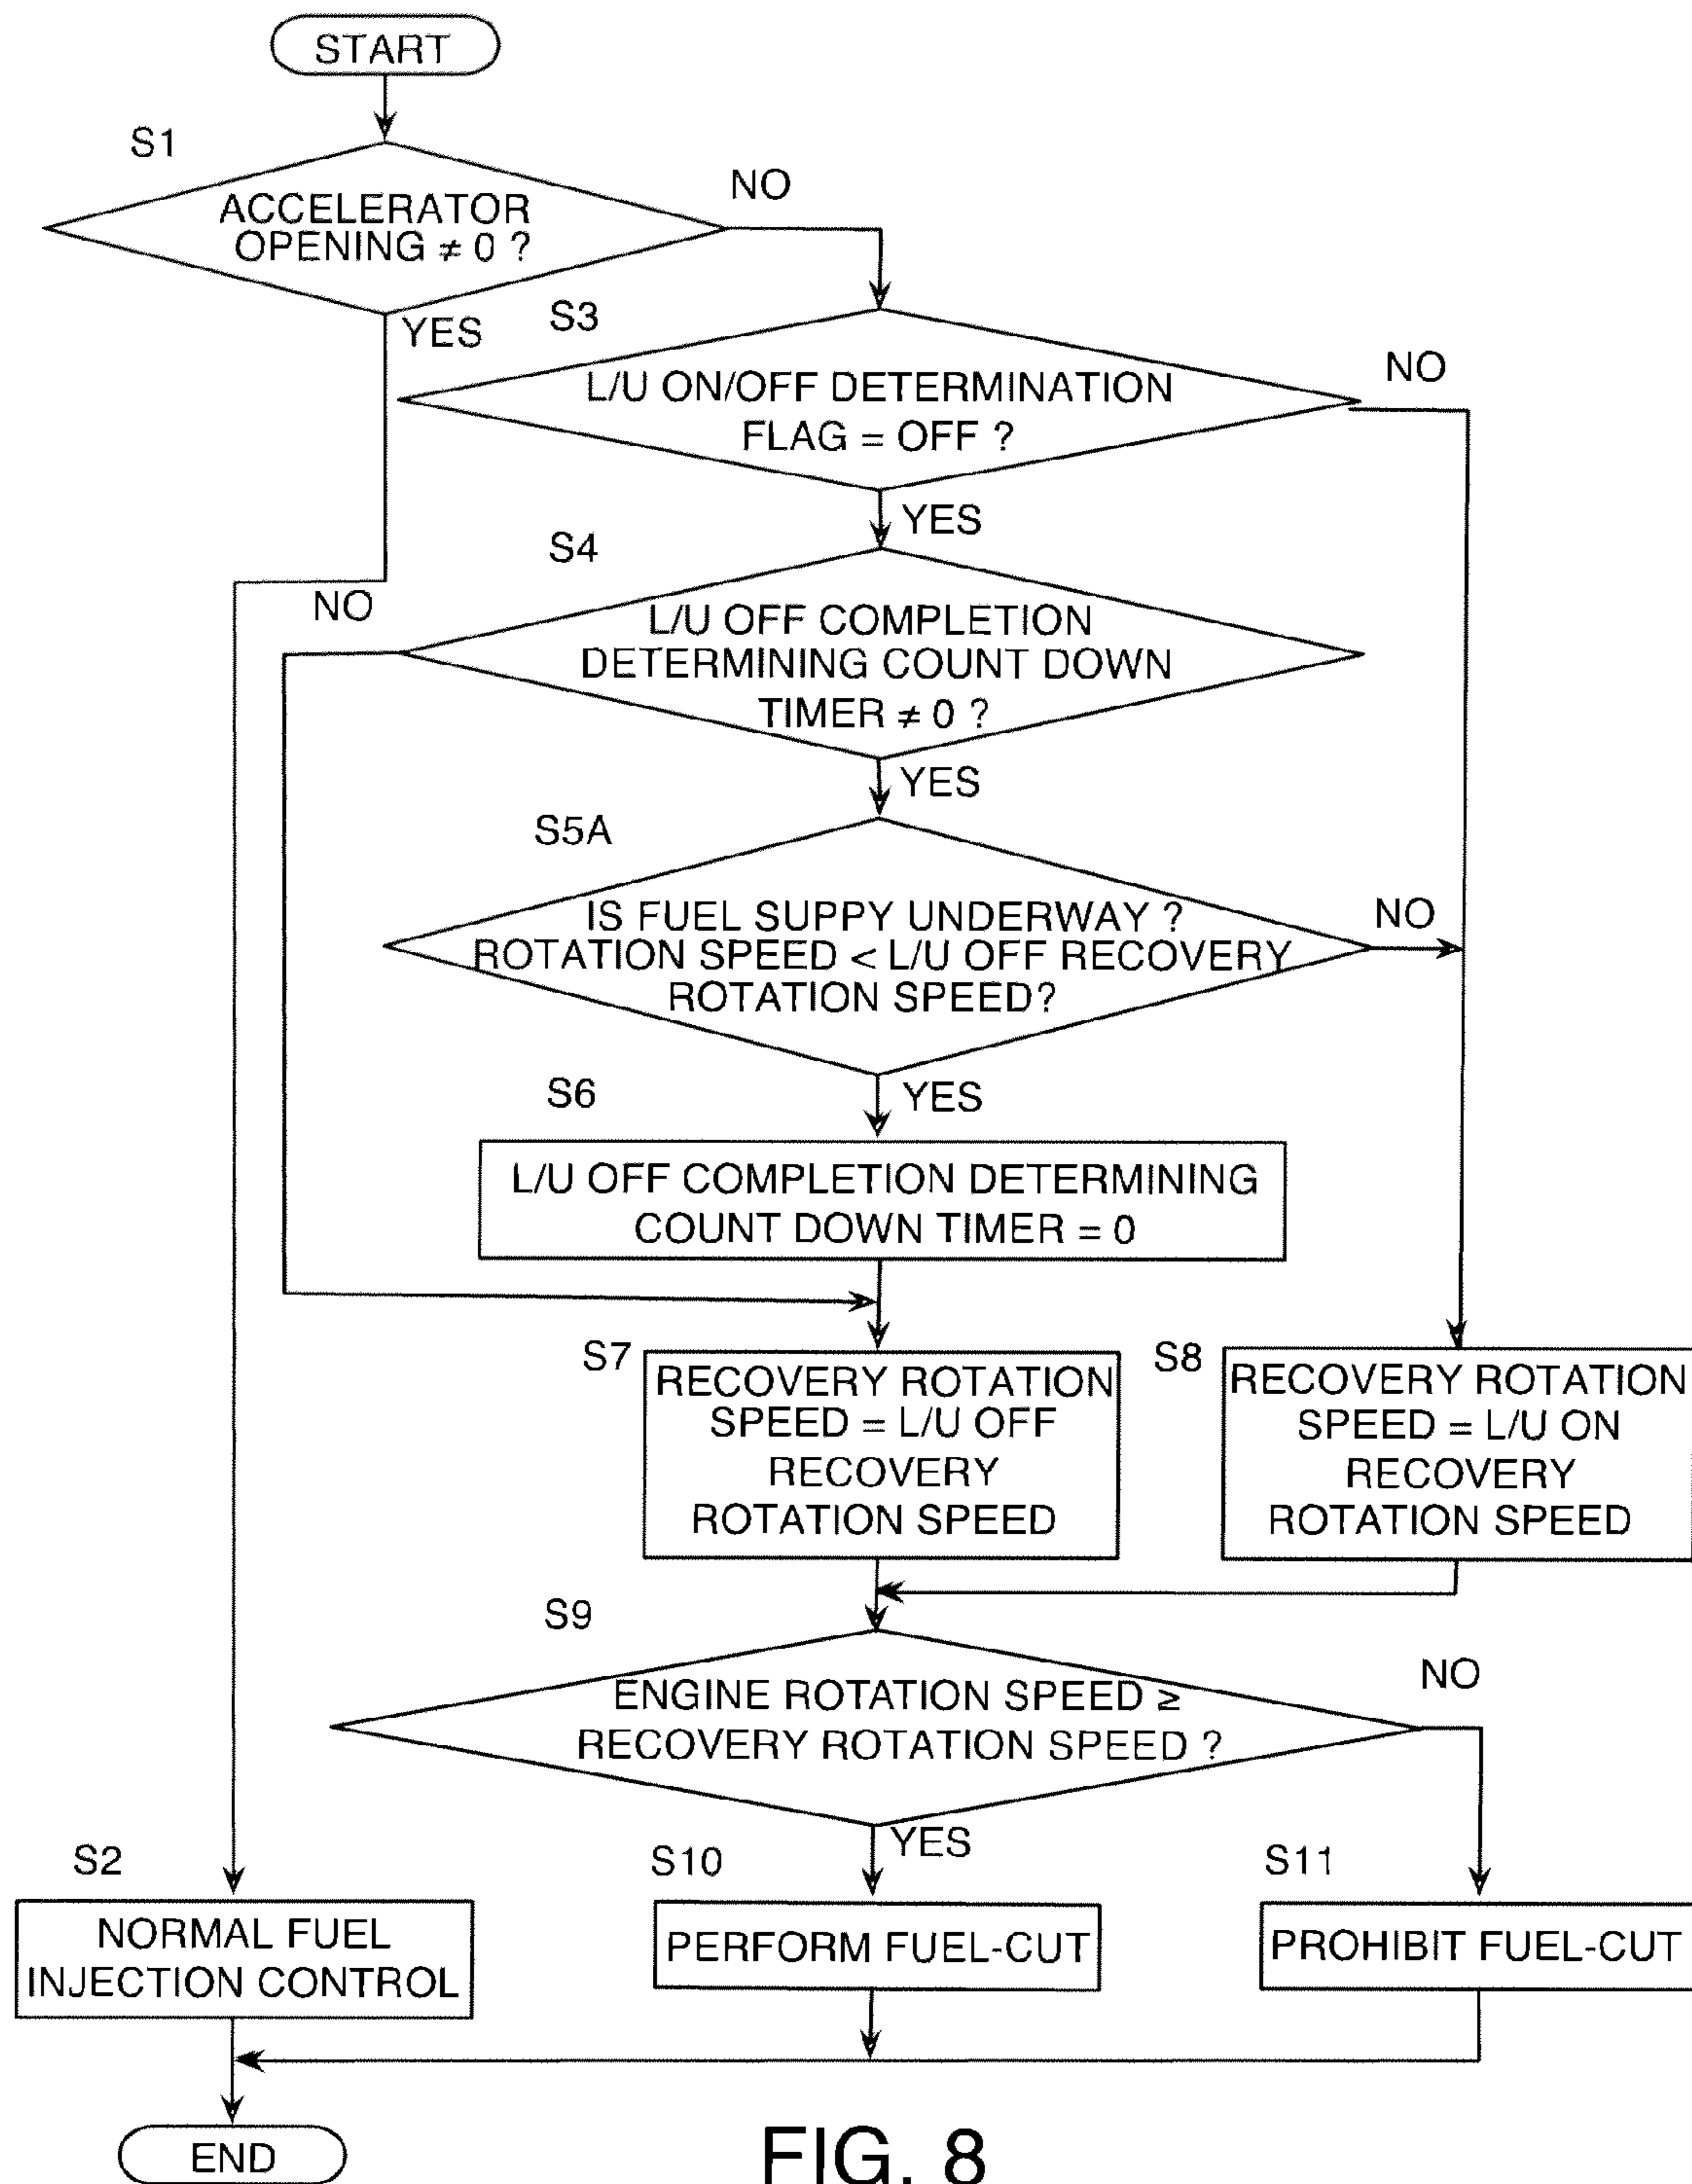 START
S1
ACCELERATOR
OPENING ≠ 0 ?
NO
YES
S3
L/U ON/OFF DETERMINATION
FLAG = OFF ?
NO
YES
S4
NO
L/U OFF COMPLETION
DETERMINING COUNT DOWN
TIMER ≠ 0 ?
YES
S5A
IS FUEL SUPPY UNDERWAY ?
ROTATION SPEED < L/U OFF RECOVERY
ROTATION SPEED?
NO
YES
S6
L/U OFF COMPLETION DETERMINING
COUNT DOWN TIMER = 0
S7
RECOVERY ROTATION
SPEED = L/U OFF
RECOVERY
ROTATION SPEED
S8
RECOVERY ROTATION
SPEED = L/U ON
RECOVERY
ROTATION SPEED
S9
ENGINE ROTATION SPEED ≥
RECOVERY ROTATION SPEED ?
NO
YES
S2
NORMAL FUEL
INJECTION CONTROL
S10
PERFORM FUEL-CUT
S11
PROHIBIT FUEL-CUT
END
FIG. 8